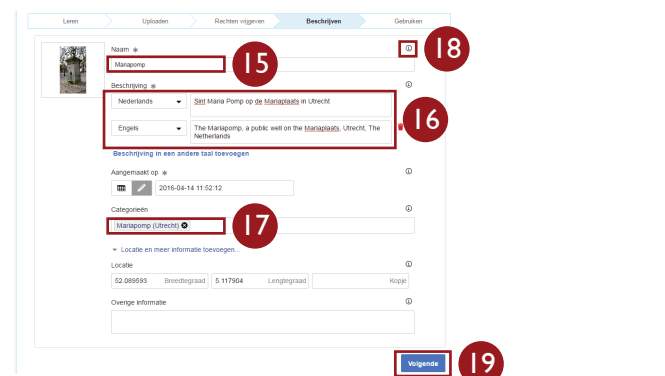 Leren Uploaden Rechten vrijgeven Beschrijven Gebruiken
Naam *
18
Mariapomp
15
Beschrijving *
Nederlands Sint Maria Pomp op de Mariaplaats in Utrecht
16
Engels The Mariapomp, a public well on the Mariaplaats, Utrecht, The
Netherlands
Beschrijving in een andere taal toevoegen
Aangemaakt op *
2016-04-14 11:52:12
Categorieën
Mariapomp (Utrecht)
17
Locatie en meer informatie toevoegen...
Locatie
52.089593 Breedtegraad 5.117904 Lengtegraad Kopje
Overige informatie
Volgende
19